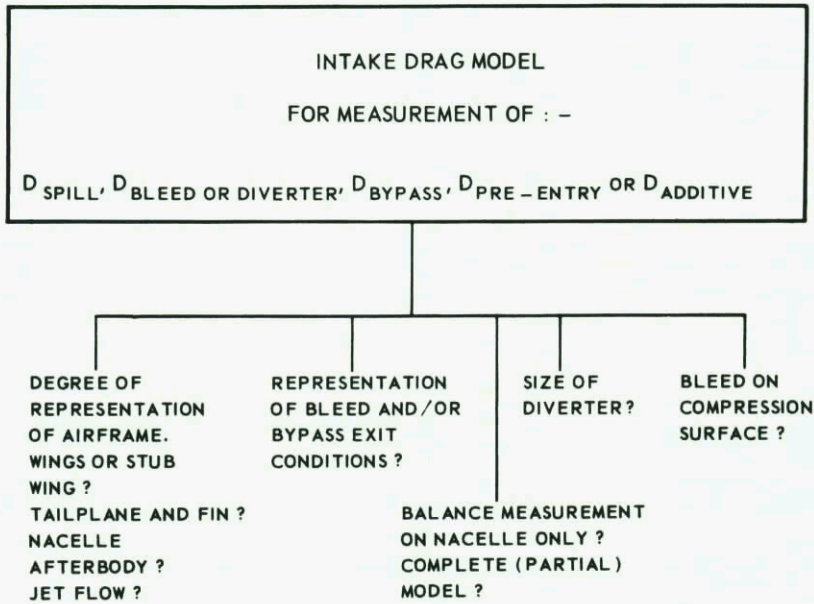 INTAKE DRAG MODEL
FOR MEASUREMENT OF : –
D SPILL, D BLEED OR DIVERTER, D BYPASS, D PRE – ENTRY OR D ADDITIVE
DEGREE OF
REPRESENTATION
OF AIRFRAME.
WINGS OR STUB
WING ?
TAILPLANE AND FIN ?
NACELLE
AFTERBODY ?
JET FLOW ?
REPRESENTATION
OF BLEED AND/OR
BYPASS EXIT
CONDITIONS ?
BALANCE MEASUREMENT
ON NACELLE ONLY ?
COMPLETE (PARTIAL)
MODEL ?
SIZE OF
DIVERTER?
BLEED ON
COMPRESSION
SURFACE ?